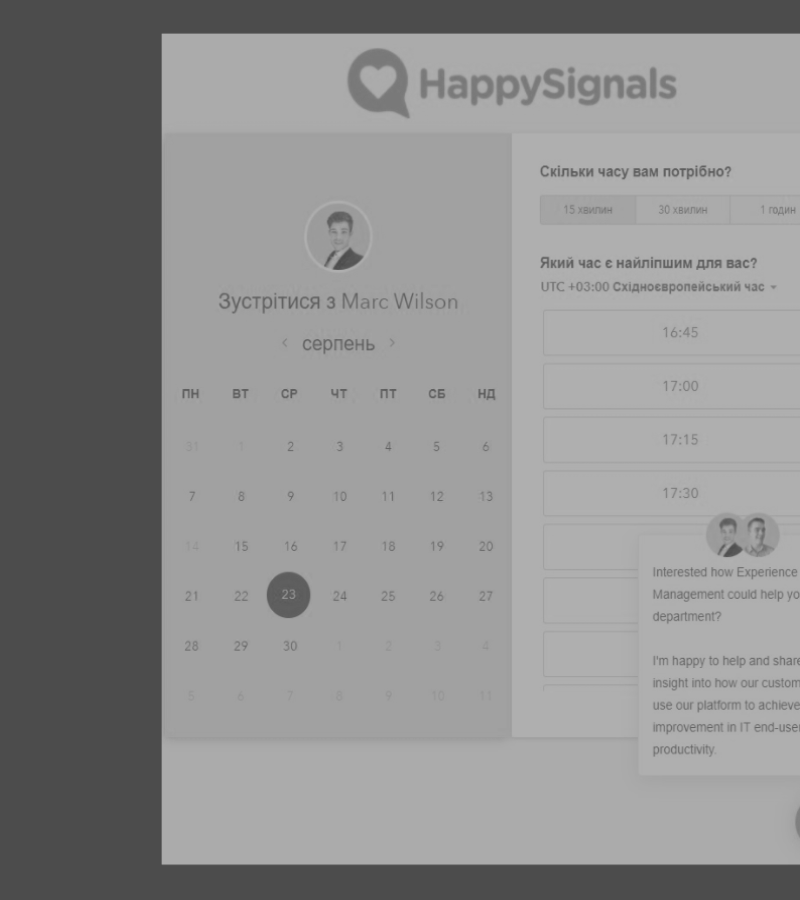 HappySignals
Зустрітися з Marc Wilson
‹ серпень ›
ПН ВТ СР ЧТ ПТ СБ НД
31 1 2 3 4 5 6
7 8 9 10 11 12 13
14 15 16 17 18 19 20
21 22 23 24 25 26 27
28 29 30 1 2 3 4
5 6 7 8 9 10 11
Скільки часу вам потрібно?
15 хвилин 30 хвилин 1 годин
Який час є найліпшим для вас?
UTC +03:00 Східноєвропейський час
16:45
17:00
17:15
17:30
Interested how Experience
Management could help yo
department?
I'm happy to help and share
insight into how our custom
use our platform to achieve
improvement in IT end-use
productivity.